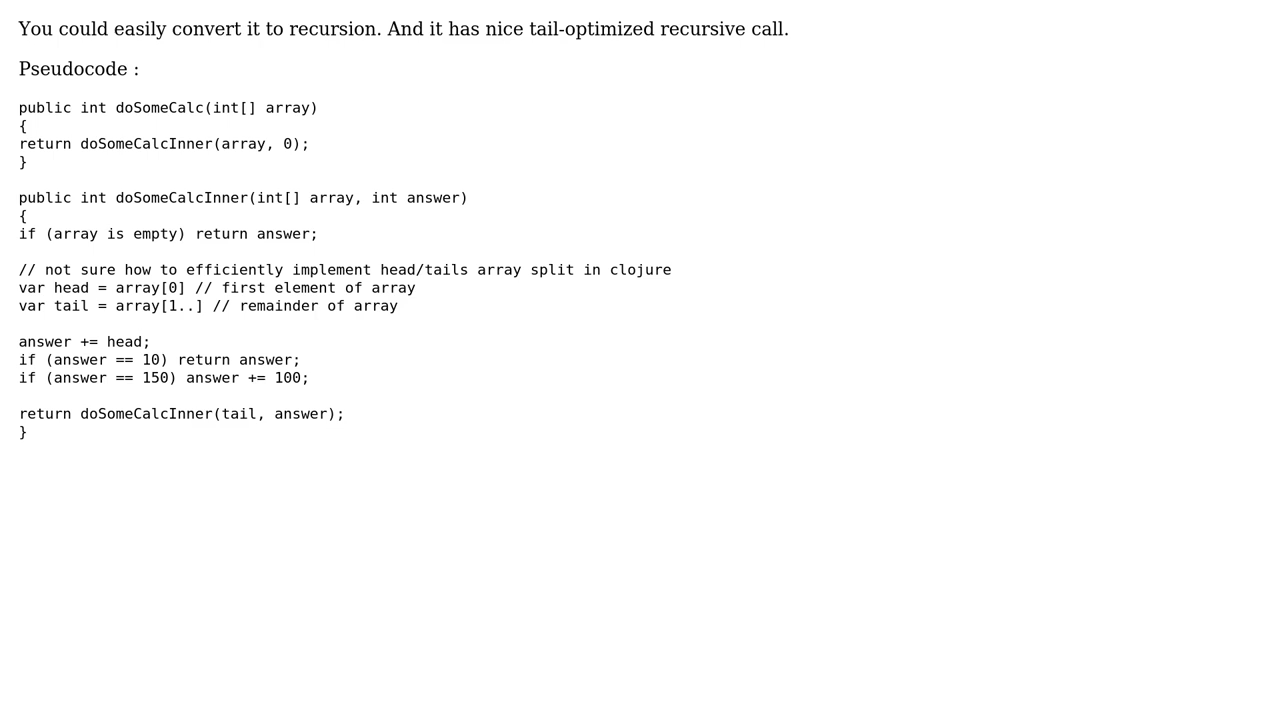 You could easily convert it to recursion. And it has nice tail-optimized recursive call.
Pseudocode :
public int doSomeCalc(int[] array)
{
return doSomeCalcInner(array, 0);
}
public int doSomeCalcInner(int[] array, int answer)
{
if (array is empty) return answer;
// not sure how to efficiently implement head/tails array split in clojure
var head = array[0] // first element of array
var tail = array[1..] // remainder of array
answer += head;
if (answer == 10) return answer;
if (answer == 150) answer += 100;
return doSomeCalcInner(tail, answer);
}